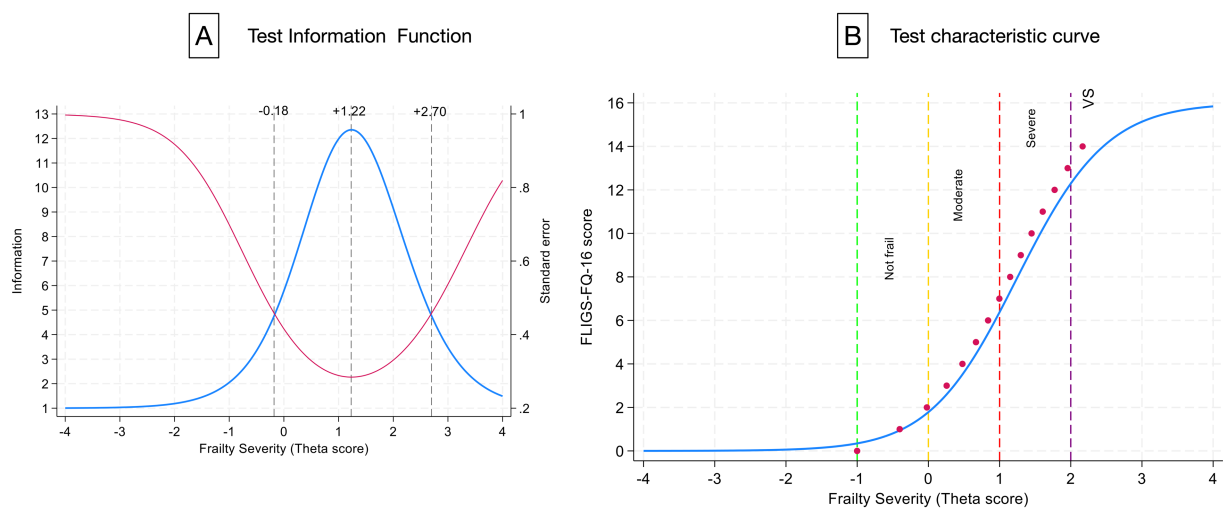 A Test Information Function
-0.18 +1.22 +2.70
13
12
11
10
9
8
7
6
5
4
3
2
1
Information
1
.8
.6
.4
.2
Standard error
-4 -3 -2 -1 0 1 2 3 4
Frailty Severity (Theta score)
B Test characteristic curve
16
14
12
10
8
6
4
2
0
FLIGS-FQ-16 score
Not frail
Moderate
Severe
VS
-4 -3 -2 -1 0 1 2 3 4
Frailty Severity (Theta score)